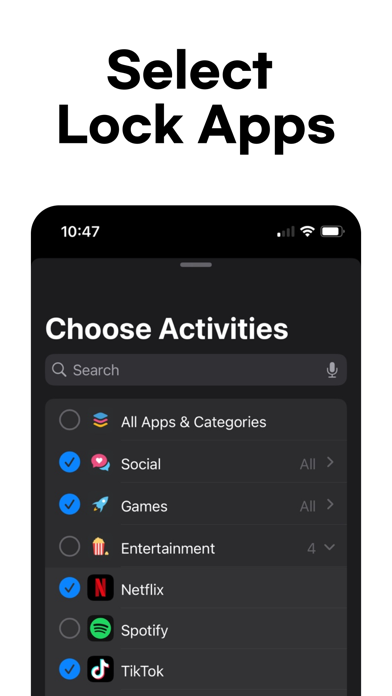 Select
Lock Apps
10:47
Choose Activities
Search
All Apps & Categories
Social All
Games All
Entertainment 4
Netflix
Spotify
TikTok